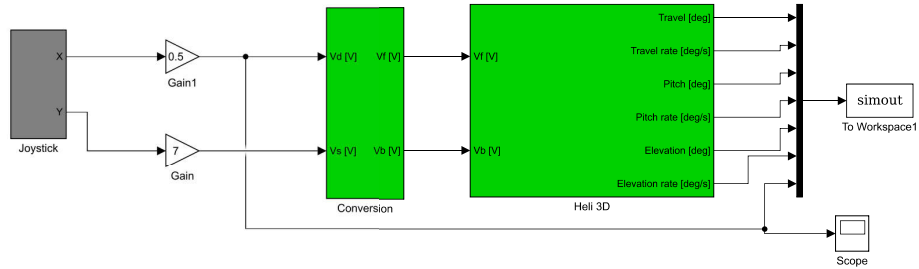 X
Y
Joystick
0.5
Gain1
7
Gain
Vd [V]
Vs [V]
Vf [V]
Vb [V]
Conversion
Vf [V]
Vb [V]
Travel [deg]
Travel rate [deg/s]
Pitch [deg]
Pitch rate [deg/s]
Elevation [deg]
Elevation rate [deg/s]
Heli 3D
simout
To Workspace1
Scope